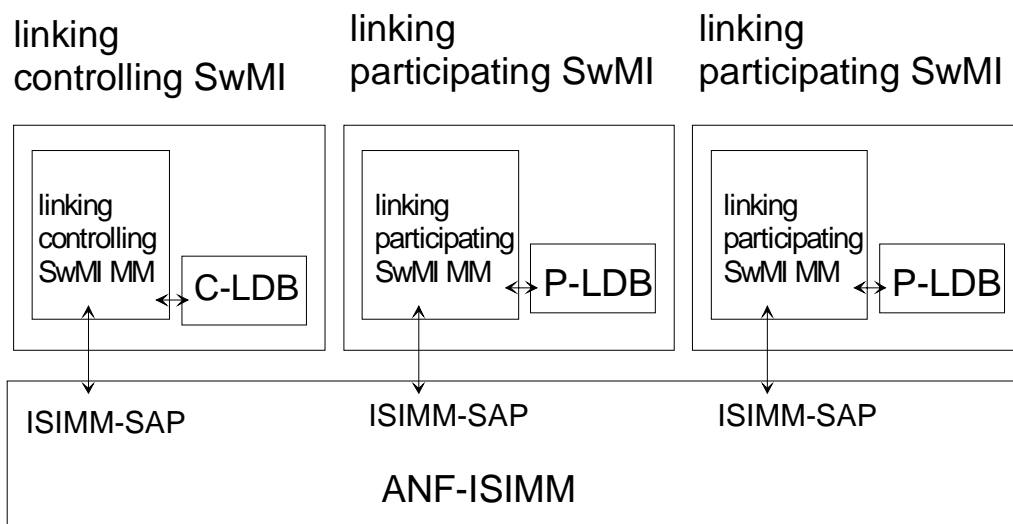 linking
controlling SwMI
linking
participating SwMI
linking
participating SwMI
linking
controlling
SwMI MM
C-LDB
linking
participating
SwMI MM
P-LDB
linking
participating
SwMI MM
P-LDB
ISIMM-SAP
ISIMM-SAP
ISIMM-SAP
ANF-ISIMM